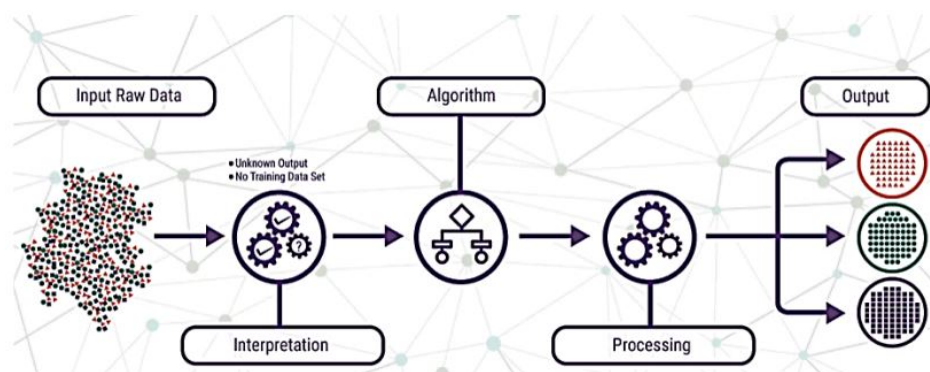 Input Raw Data
Algorithm
Output
• Unknown Output
• No Training Data Set
?
Interpretation
Processing